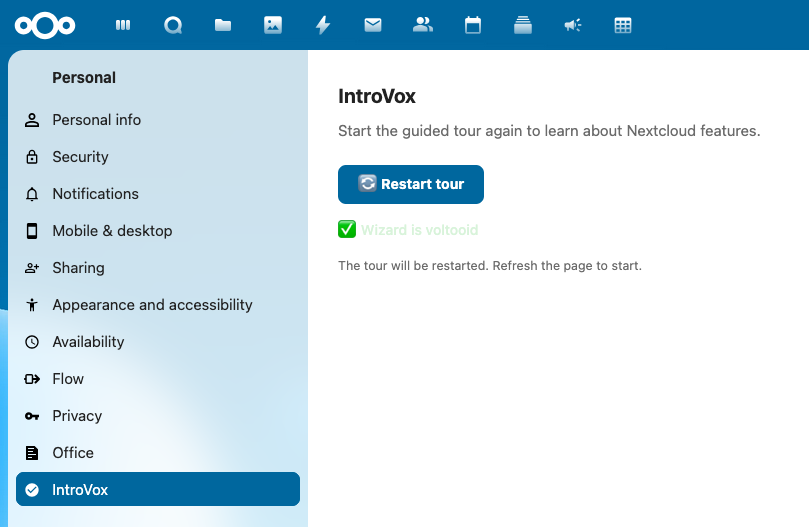 Personal
Personal info
Security
Notifications
Mobile & desktop
Sharing
Appearance and accessibility
Availability
Flow
Privacy
Office
IntroVox
IntroVox
Start the guided tour again to learn about Nextcloud features.
Restart tour
Wizard is voltooid
The tour will be restarted. Refresh the page to start.